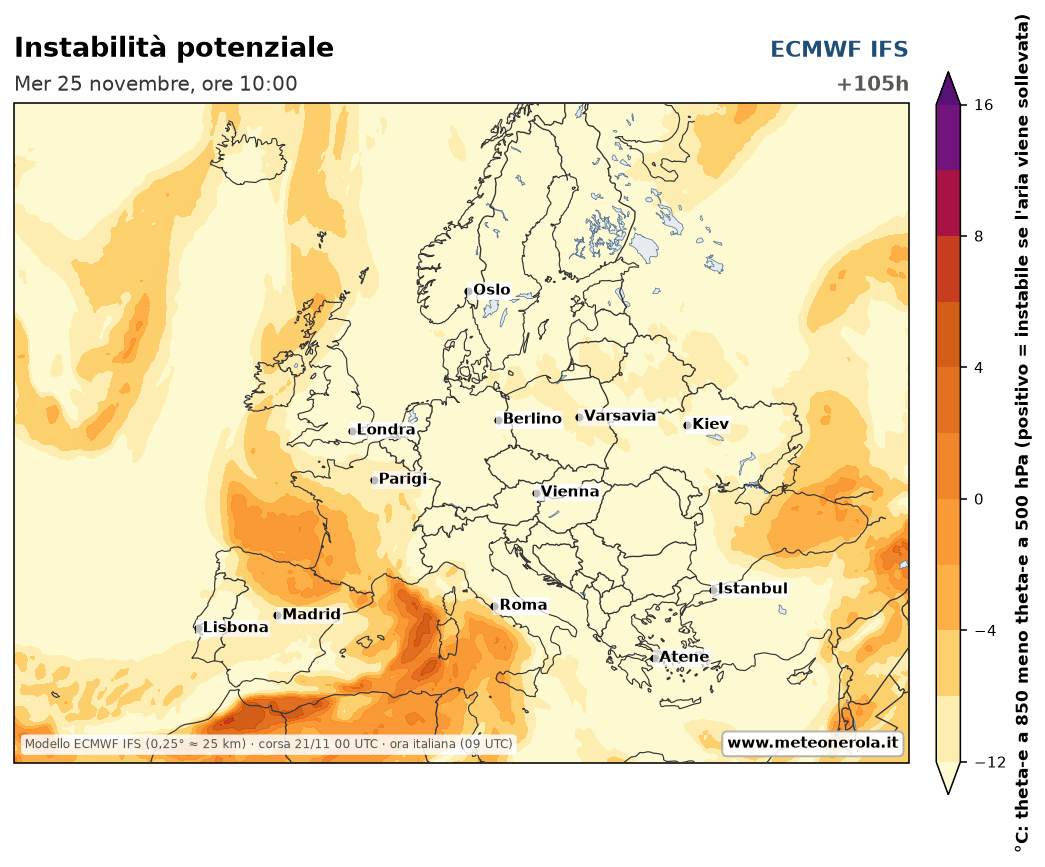 Instabilità potenziale
ECMWF IFS
Mer 25 novembre, ore 10:00
+105h
Oslo
Londra
Berlino
Varsavia
Kiev
Parigi
Vienna
Istanbul
Roma
Madrid
Lisbona
Atene
Modello ECMWF IFS (0,25° ≈ 25 km) · corsa 21/11 00 UTC · ora italiana (09 UTC)
www.meteonerola.it
16
8
4
0
−4
−12
°C: theta-e a 850 meno theta-e a 500 hPa (positivo = instabile se l'aria viene sollevata)